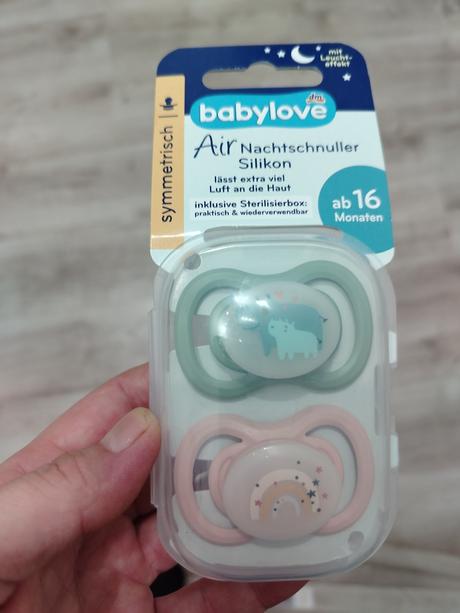 mit
Leucht-
effekt
symmetrisch
dm
babylove
Air Nachtschnuller
Silikon
lässt extra viel
Luft an die Haut
inklusive Sterilisierbox:
praktisch & wiederverwendbar
ab 16
Monaten